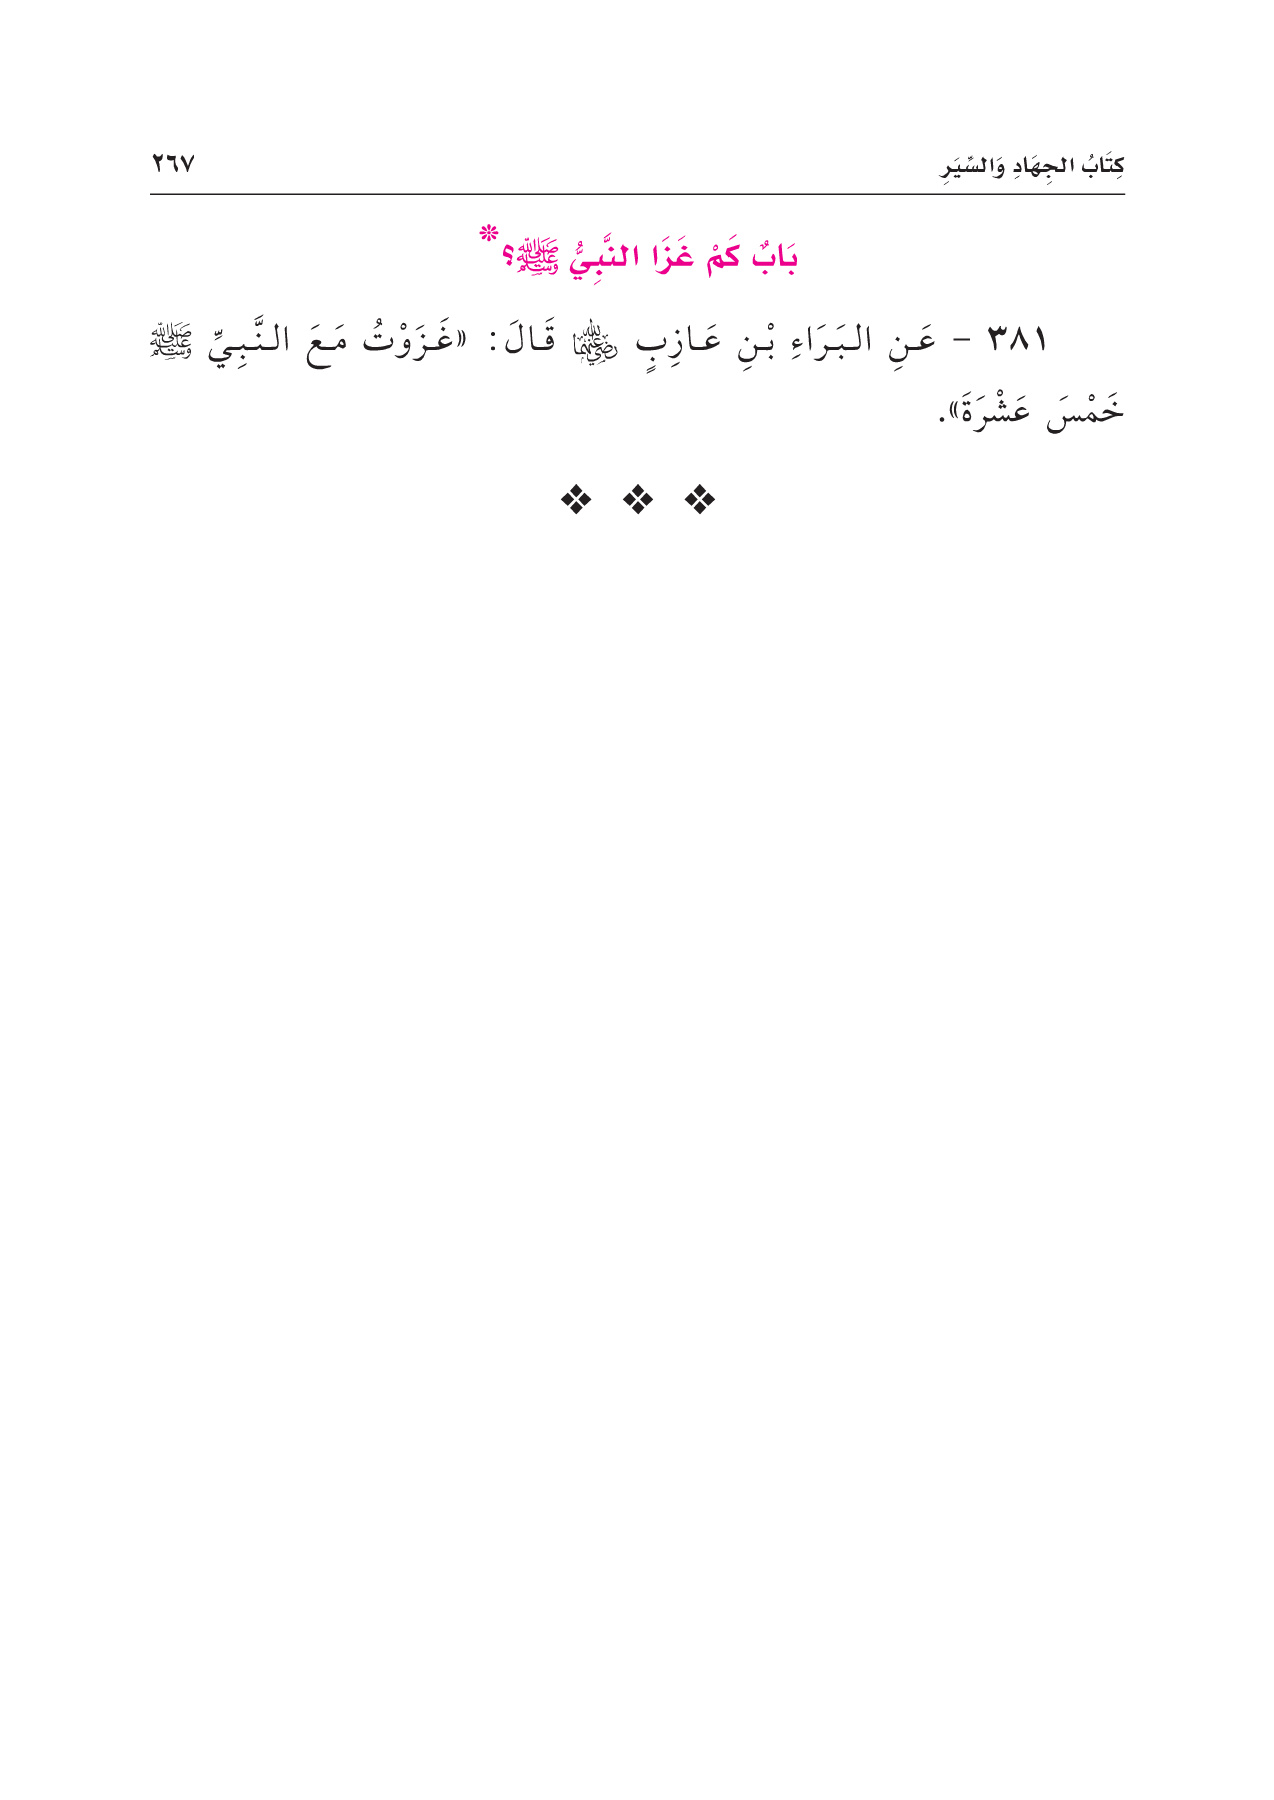 كِتَابُ الجِهَادِ وَالسِّيَرِ ٢٦٧
بَابٌ كَمْ غَزَا النَّبِيُّ ﷺ؟*
٣٨١ - عَنِ البَرَاءِ بْنِ عَازِبٍ رضي الله عنهما قَالَ: «غَزَوْتُ مَعَ النَّبِيِّ ﷺ
خَمْسَ عَشْرَةَ».